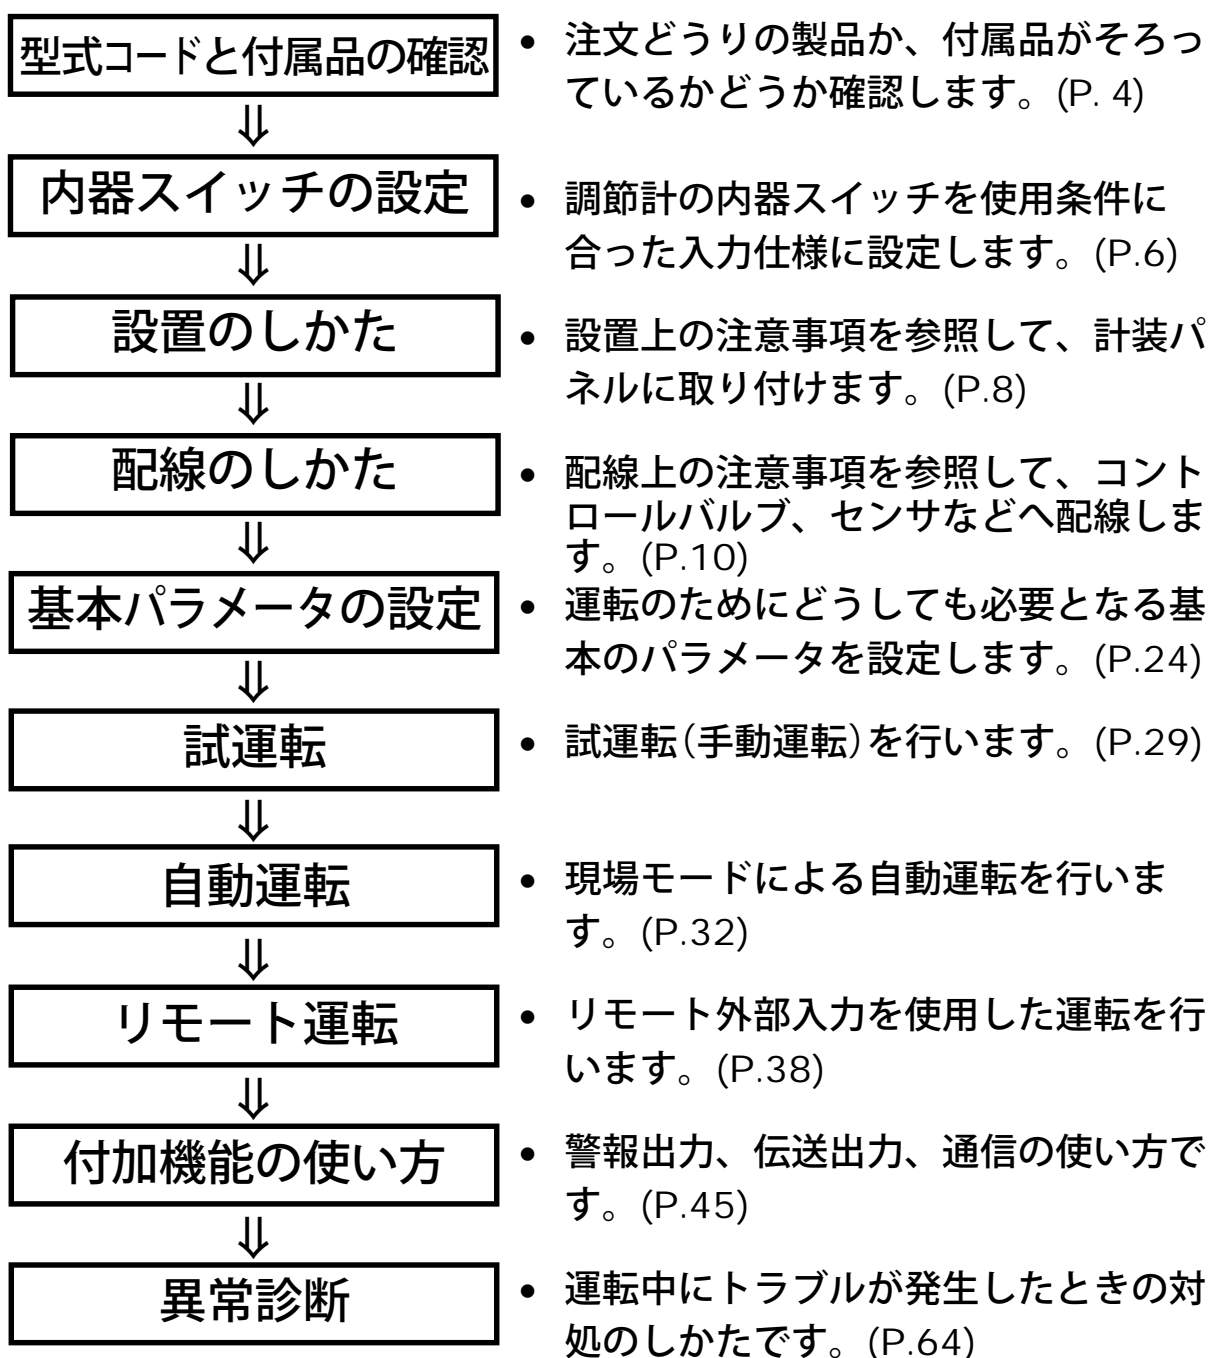 型式コードと付属品の確認
• 注文どうりの製品か、付属品がそろっ
ているかどうか確認します。(P. 4)
⇓
内器スイッチの設定
• 調節計の内器スイッチを使用条件に
合った入力仕様に設定します。(P.6)
⇓
設置のしかた
• 設置上の注意事項を参照して、計装パ
ネルに取り付けます。(P.8)
⇓
配線のしかた
• 配線上の注意事項を参照して、コント
ロールバルブ、センサなどへ配線しま
す。(P.10)
⇓
基本パラメータの設定
• 運転のためにどうしても必要となる基
本のパラメータを設定します。(P.24)
⇓
試運転
• 試運転(手動運転)を行います。(P.29)
⇓
自動運転
• 現場モードによる自動運転を行いま
す。(P.32)
⇓
リモート運転
• リモート外部入力を使用した運転を行
います。(P.38)
⇓
付加機能の使い方
• 警報出力、伝送出力、通信の使い方で
す。(P.45)
⇓
異常診断
• 運転中にトラブルが発生したときの対
処のしかたです。(P.64)